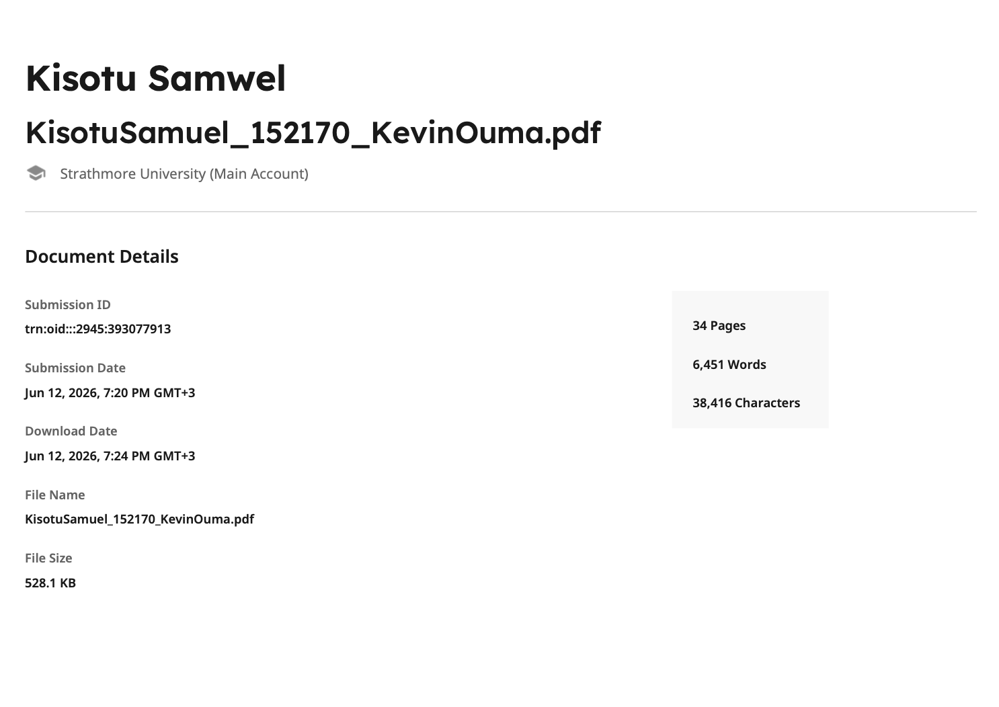 Kisotu Samwel
KisotuSamuel_152170_KevinOuma.pdf
Strathmore University (Main Account)
Document Details
Submission ID
trn:oid:::2945:393077913
Submission Date
Jun 12, 2026, 7:20 PM GMT+3
Download Date
Jun 12, 2026, 7:24 PM GMT+3
File Name
KisotuSamuel_152170_KevinOuma.pdf
File Size
528.1 KB
34 Pages
6,451 Words
38,416 Characters